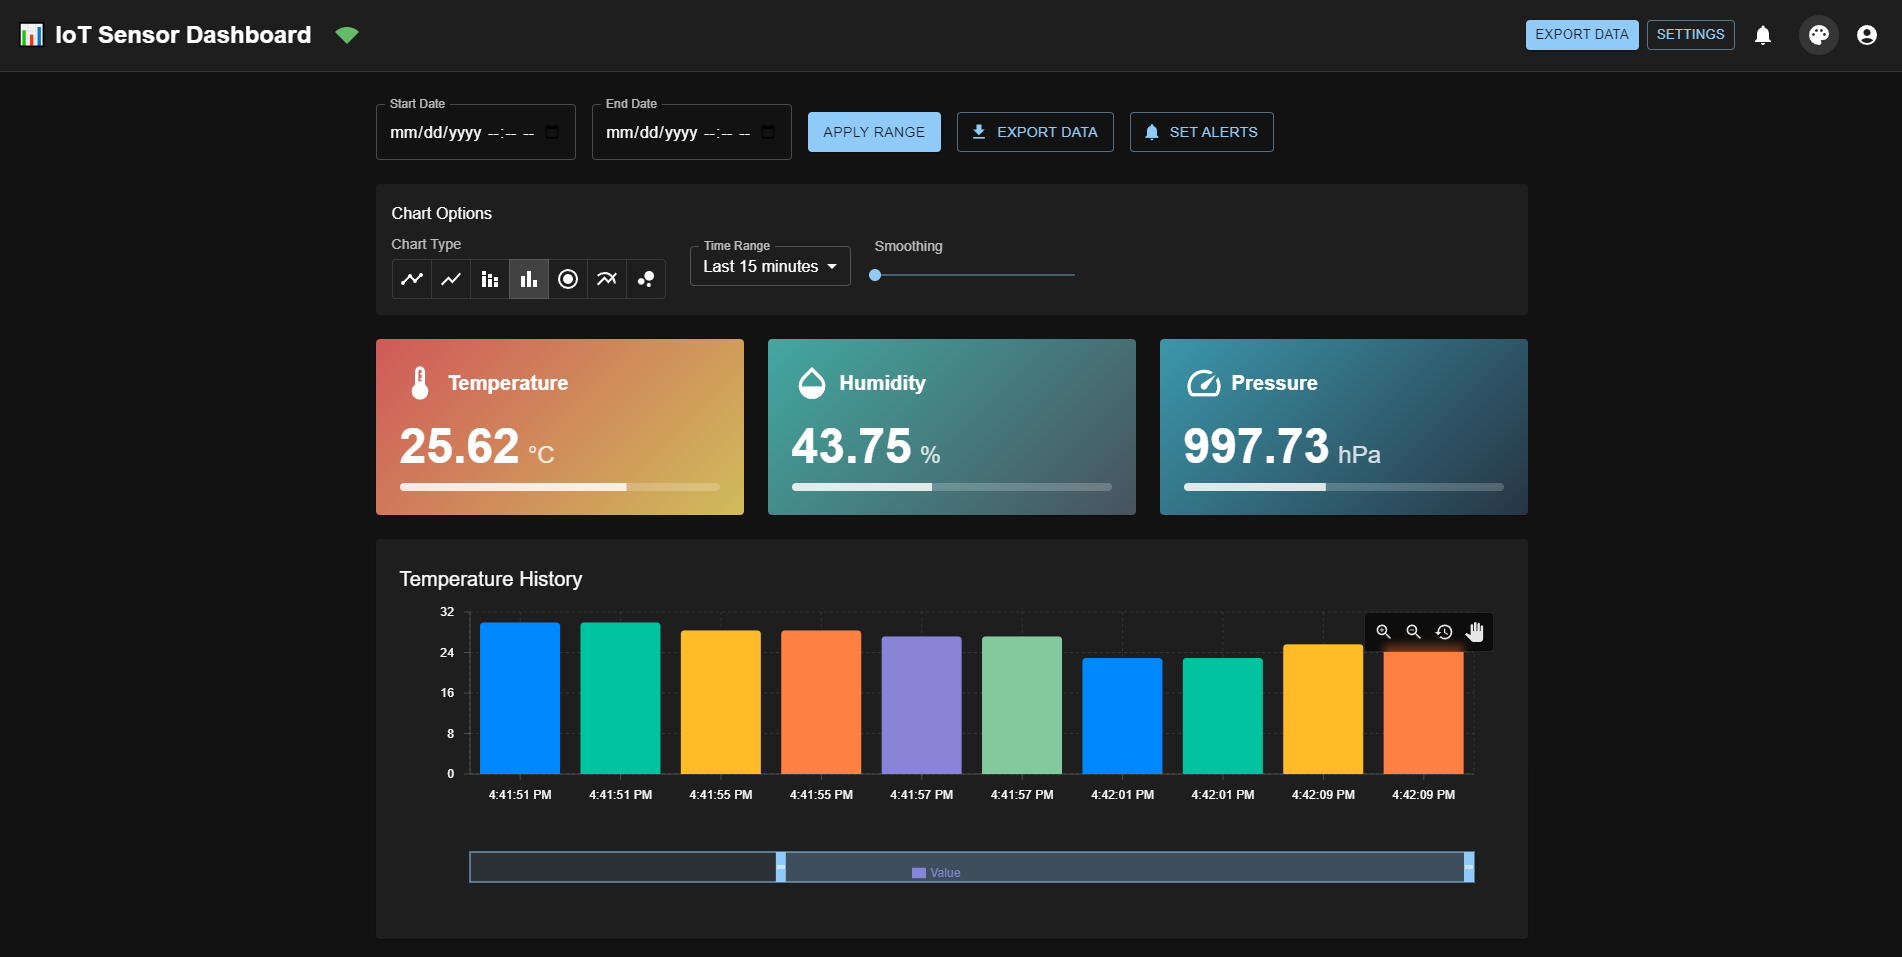 IoT Sensor Dashboard
EXPORT DATA
SETTINGS
Start Date
mm/dd/yyyy --:-- --
End Date
mm/dd/yyyy --:-- --
APPLY RANGE
EXPORT DATA
SET ALERTS
Chart Options
Chart Type
Time Range
Last 15 minutes
Smoothing
Temperature
25.62 °C
Humidity
43.75 %
Pressure
997.73 hPa
Temperature History
32
24
16
8
0
4:41:51 PM
4:41:51 PM
4:41:55 PM
4:41:55 PM
4:41:57 PM
4:41:57 PM
4:42:01 PM
4:42:01 PM
4:42:09 PM
4:42:09 PM
Value